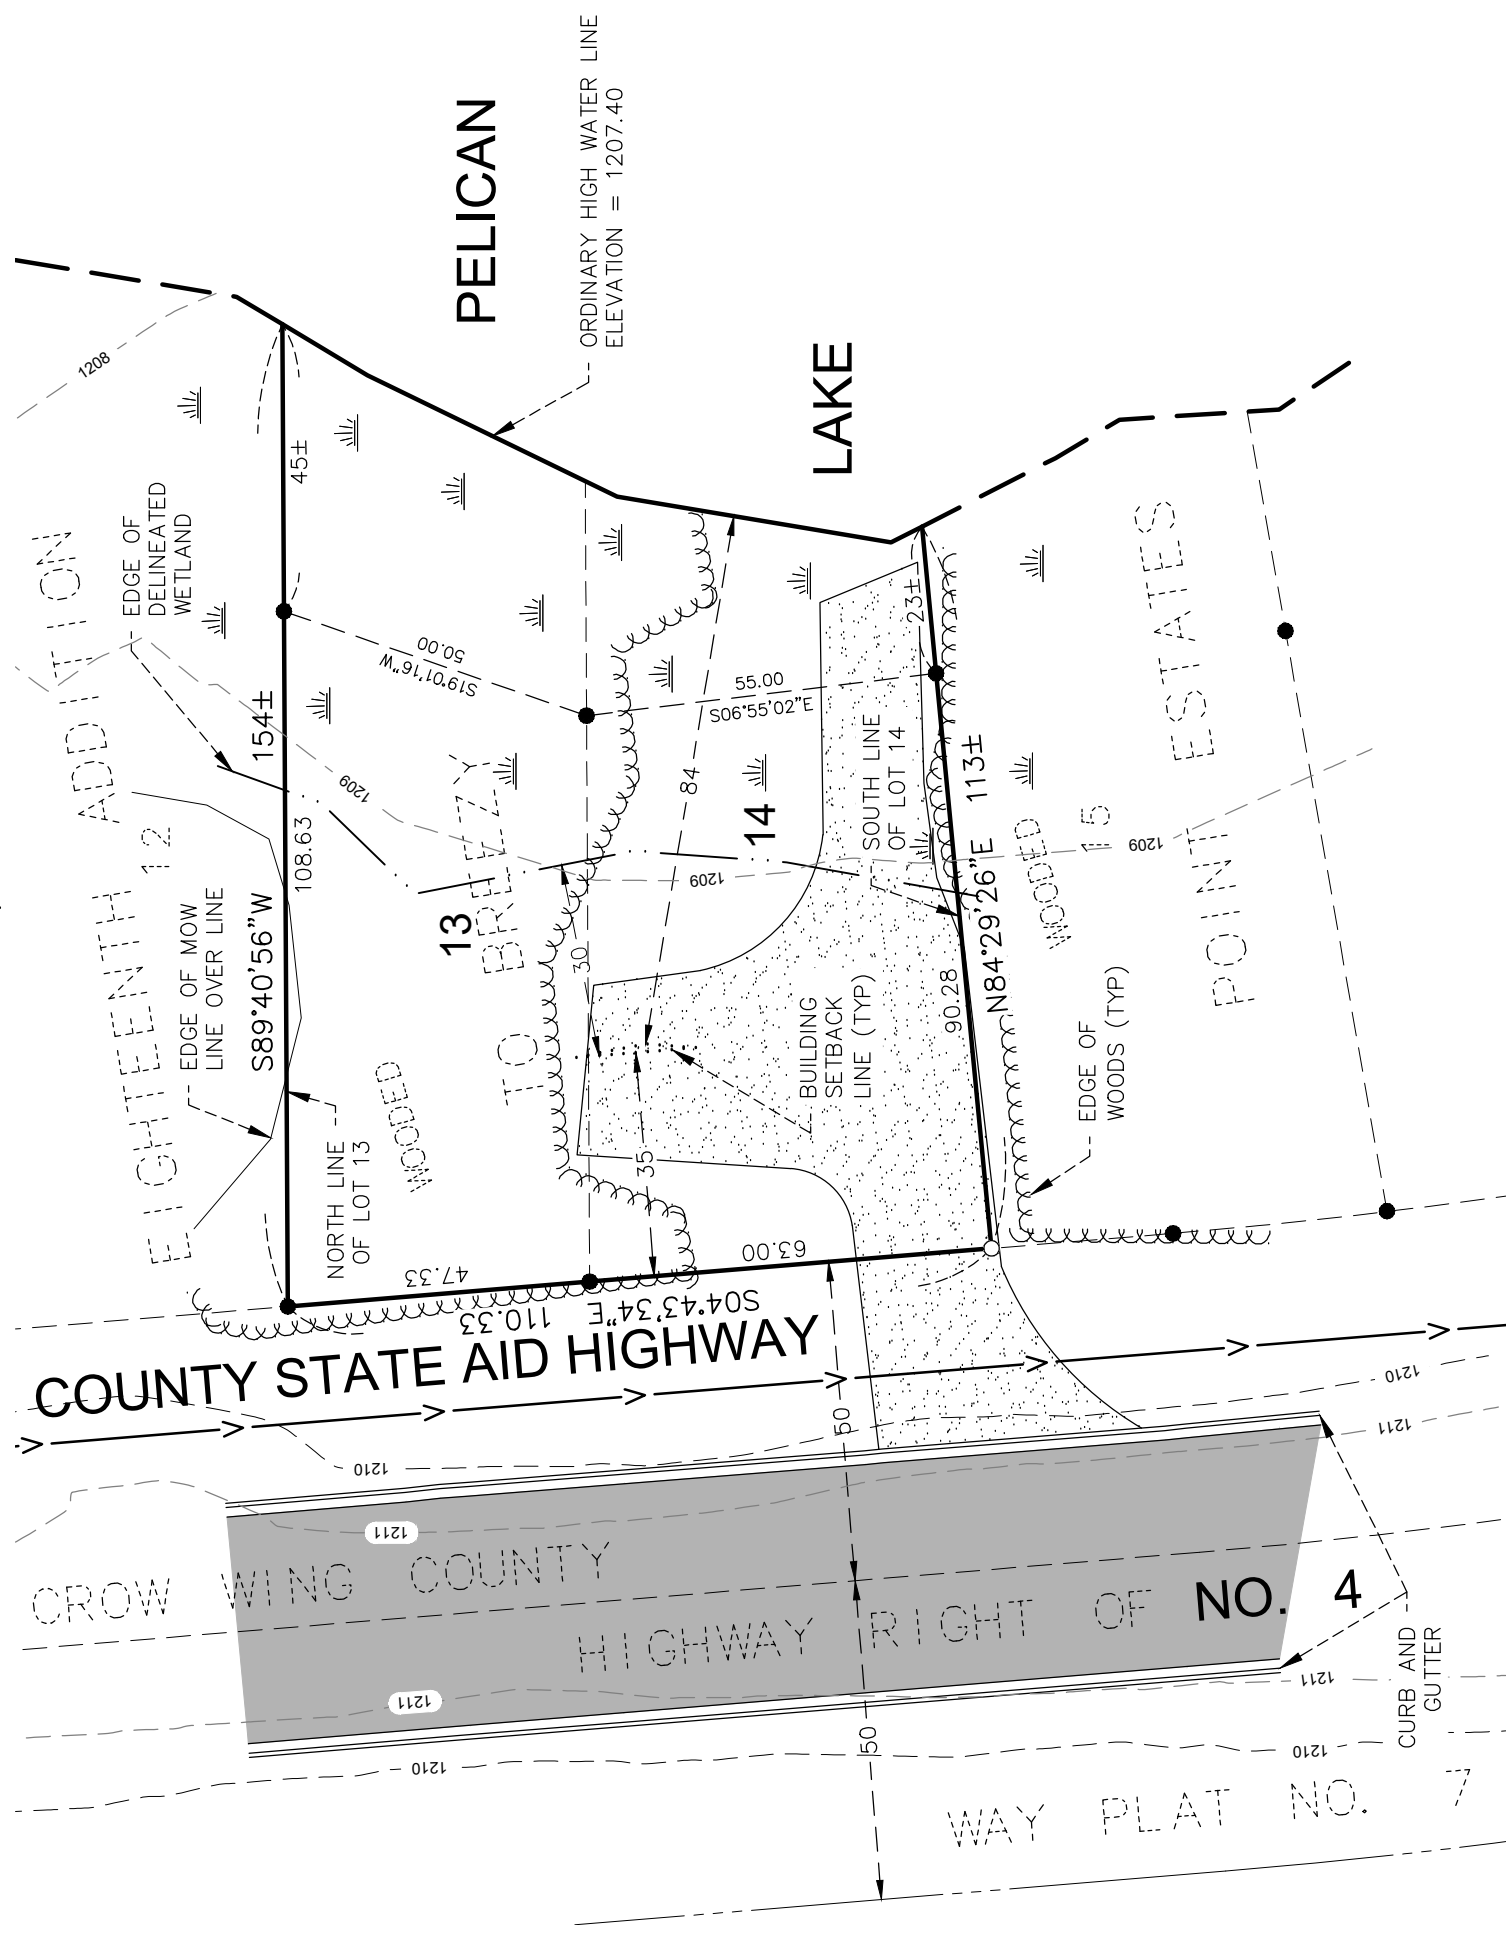 PELICAN
LAKE
ORDINARY HIGH WATER LINE
ELEVATION = 1207.40
1208
45±
EDGE OF
DELINEATED
WETLAND
EIGHTEENTH ADDITION
12
154±
S89°40'56"W
108.63
50.00
S19°01'16"W
55.00
S06°55'02"E
23±
1209
84
13
14
TO BREEZY
SOUTH LINE
OF LOT 14
113±
N84°29'26"E
90.28
WOODED
15
1209
1209
POINT ESTATES
EDGE OF MOW
LINE OVER LINE
NORTH LINE
OF LOT 13
WOODED
30
35
BUILDING
SETBACK
LINE (TYP)
EDGE OF
WOODS (TYP)
47.33
63.00
110.33
S04°43'34"E
COUNTY STATE AID HIGHWAY
NO. 4
50
50
1210
1211
1210
1211
1211
1211
1210
1210
CROW WING COUNTY
HIGHWAY RIGHT OF
WAY PLAT NO. 7
CURB AND
GUTTER